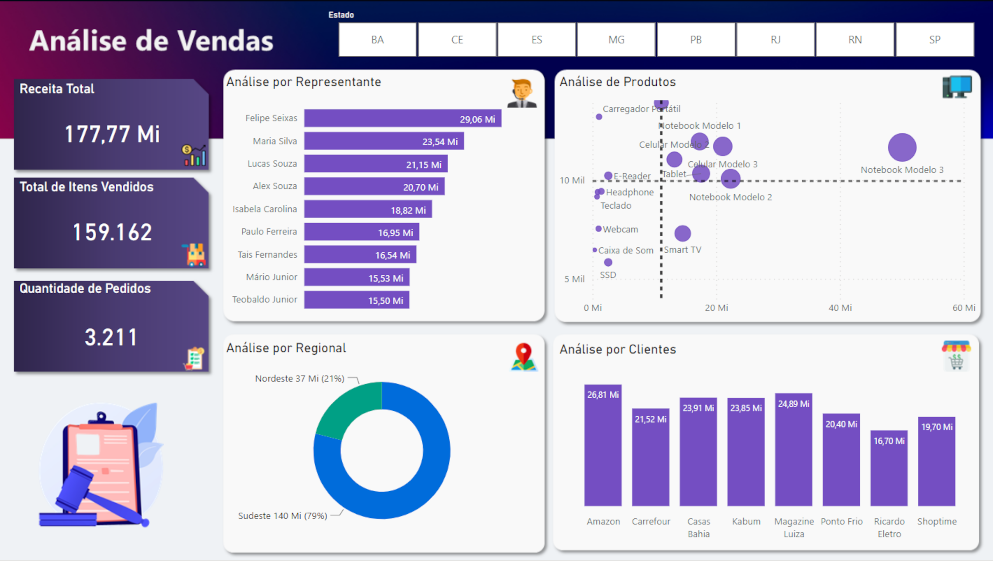 Análise de Vendas
Estado
BA CE ES MG PB RJ RN SP
Receita Total
177,77 Mi
Total de Itens Vendidos
159.162
Quantidade de Pedidos
3.211
Análise por Representante
Felipe Seixas 29,06 Mi
Maria Silva 23,54 Mi
Lucas Souza 21,15 Mi
Alex Souza 20,70 Mi
Isabela Carolina 18,82 Mi
Paulo Ferreira 16,95 Mi
Tais Fernandes 16,54 Mi
Mário Junior 15,53 Mi
Teobaldo Junior 15,50 Mi
Análise de Produtos
Carregador Portátil
Notebook Modelo 1
Celular Modelo 2
Celular Modelo 3
Notebook Modelo 3
Tablet
10 Mil
E-Reader
Headphone
Notebook Modelo 2
Teclado
Webcam
Caixa de Som
Smart TV
SSD
5 Mil
0 Mi 20 Mi 40 Mi 60 Mi
Análise por Regional
Nordeste 37 Mi (21%)
Sudeste 140 Mi (79%)
Análise por Clientes
26,81 Mi 21,52 Mi 23,91 Mi 23,85 Mi 24,89 Mi 20,40 Mi 16,70 Mi 19,70 Mi
Amazon Carrefour Casas Kabum Magazine Ponto Frio Ricardo Shoptime
Bahia Luiza Eletro